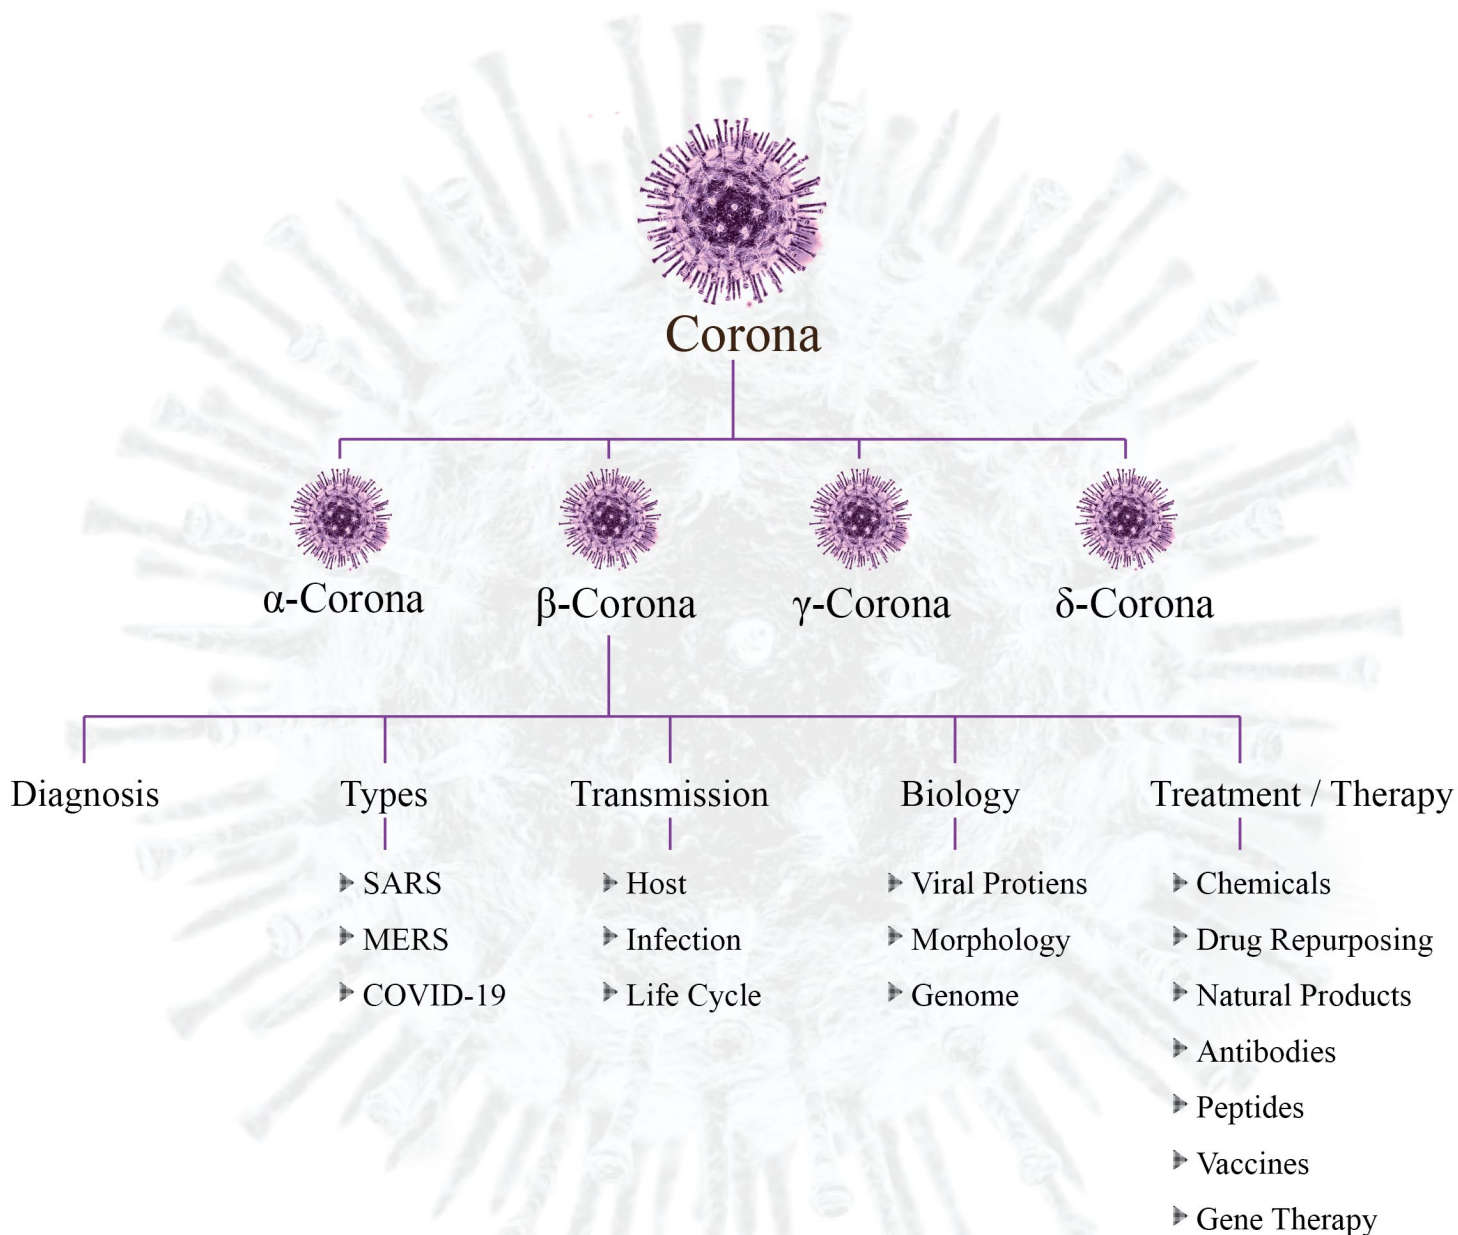 Corona
α-Corona
β-Corona
γ-Corona
δ-Corona
Diagnosis
Types
SARS
MERS
COVID-19
Transmission
Host
Infection
Life Cycle
Biology
Viral Protiens
Morphology
Genome
Treatment / Therapy
Chemicals
Drug Repurposing
Natural Products
Antibodies
Peptides
Vaccines
Gene Therapy